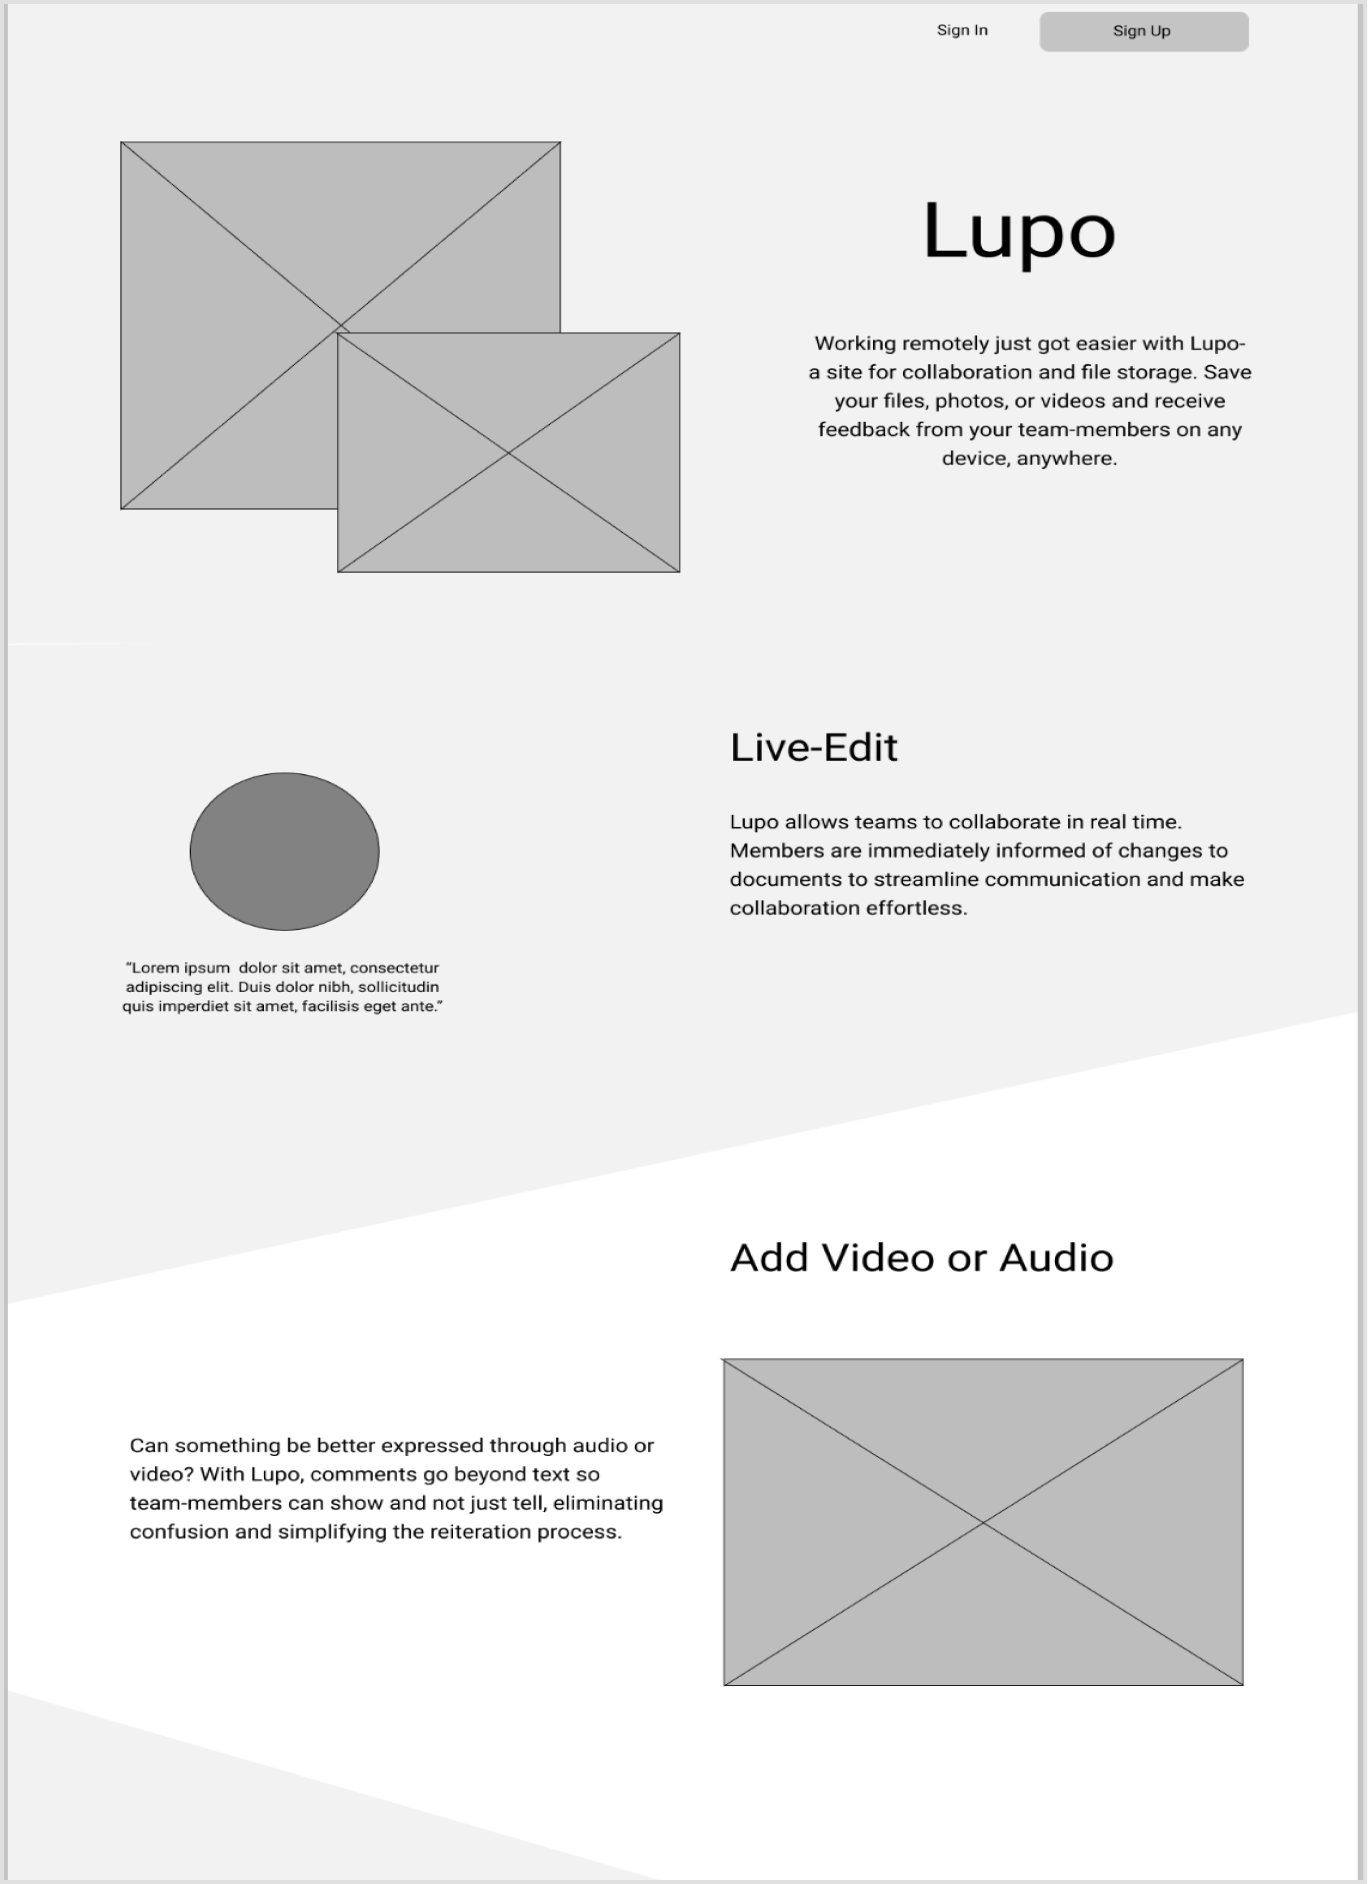 Sign In
Sign Up
Lupo
Working remotely just got easier with Lupo-
a site for collaboration and file storage. Save
your files, photos, or videos and receive
feedback from your team-members on any
device, anywhere.
Live-Edit
Lupo allows teams to collaborate in real time.
Members are immediately informed of changes to
documents to streamline communication and make
collaboration effortless.
“Lorem ipsum  dolor sit amet, consectetur
adipiscing elit. Duis dolor nibh, sollicitudin
quis imperdiet sit amet, facilisis eget ante.”
Add Video or Audio
Can something be better expressed through audio or
video? With Lupo, comments go beyond text so
team-members can show and not just tell, eliminating
confusion and simplifying the reiteration process.